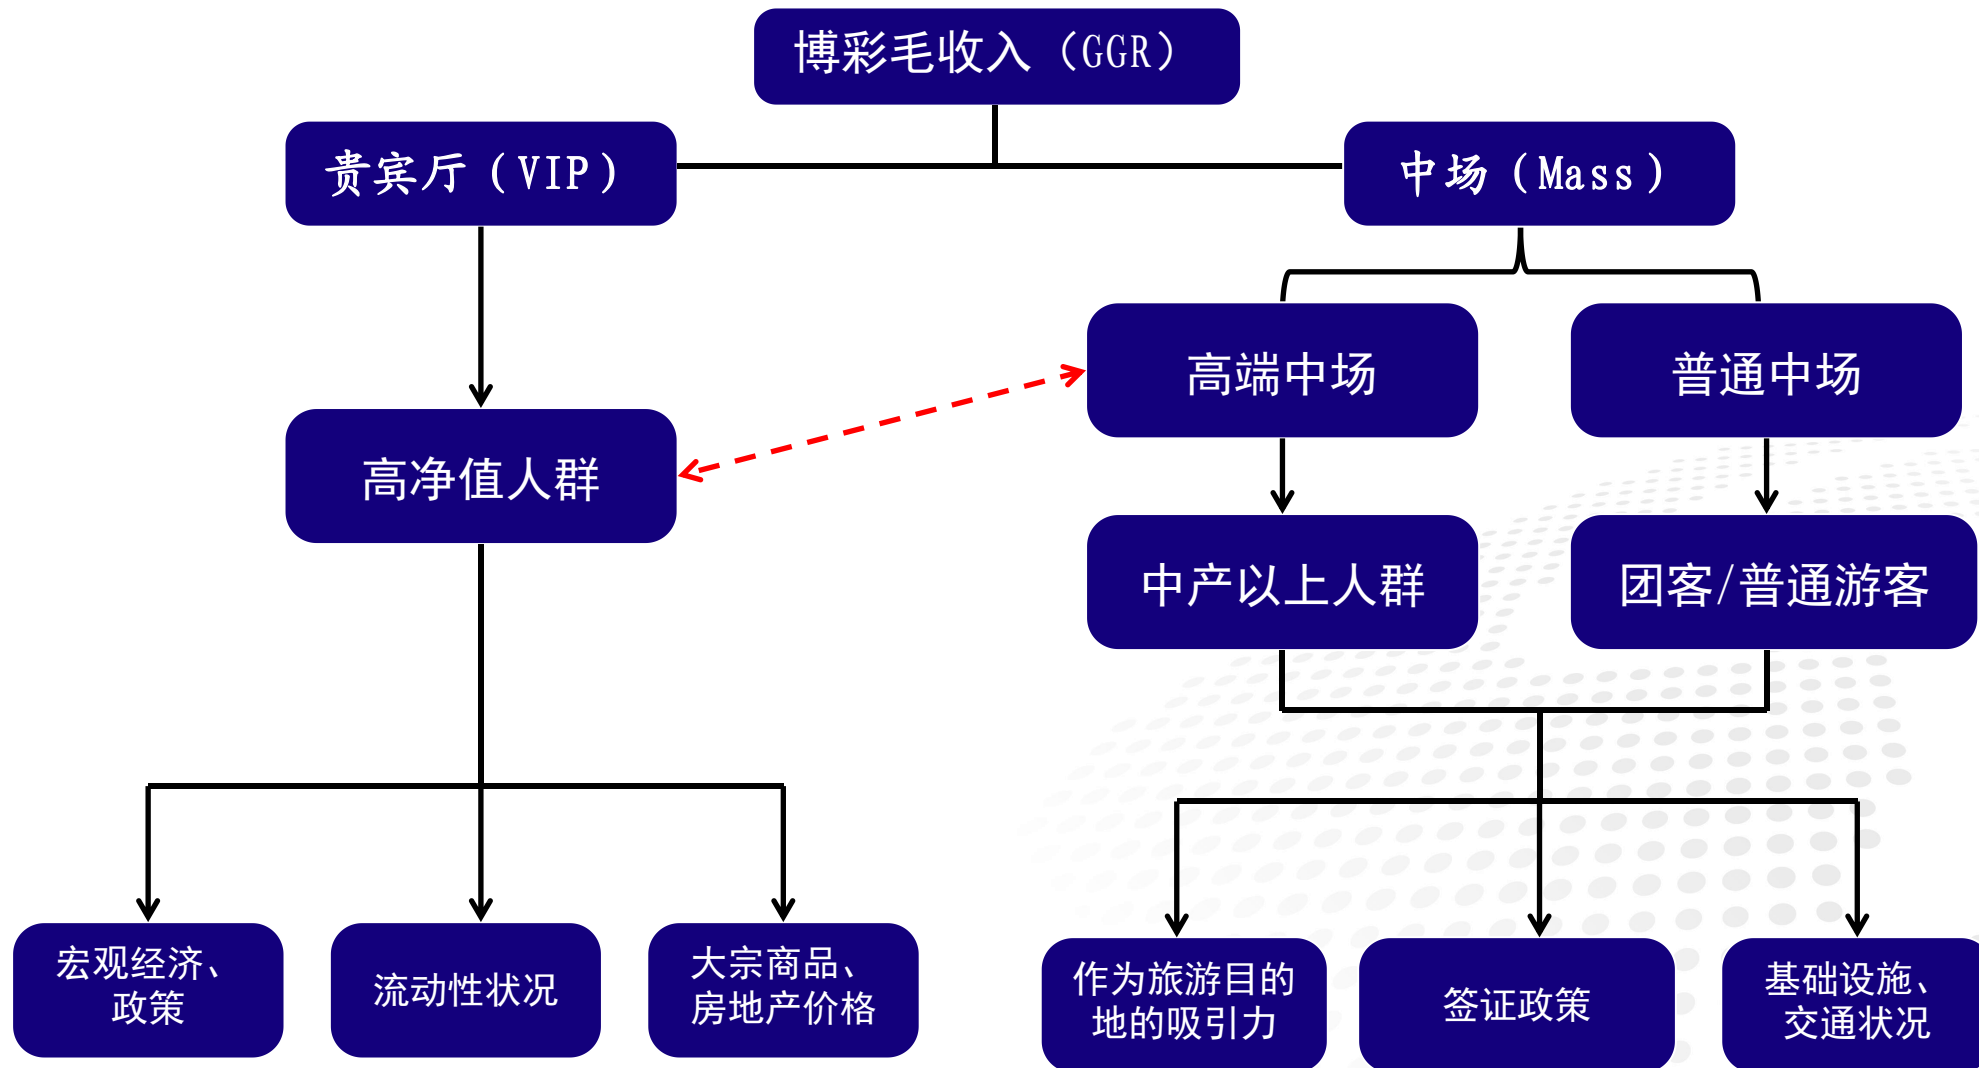 博彩毛收入（GGR）
贵宾厅（VIP）
中场（Mass）
高端中场
普通中场
高净值人群
中产以上人群
团客/普通游客
宏观经济、
政策
流动性状况
大宗商品、
房地产价格
作为旅游目的
地的吸引力
签证政策
基础设施、
交通状况